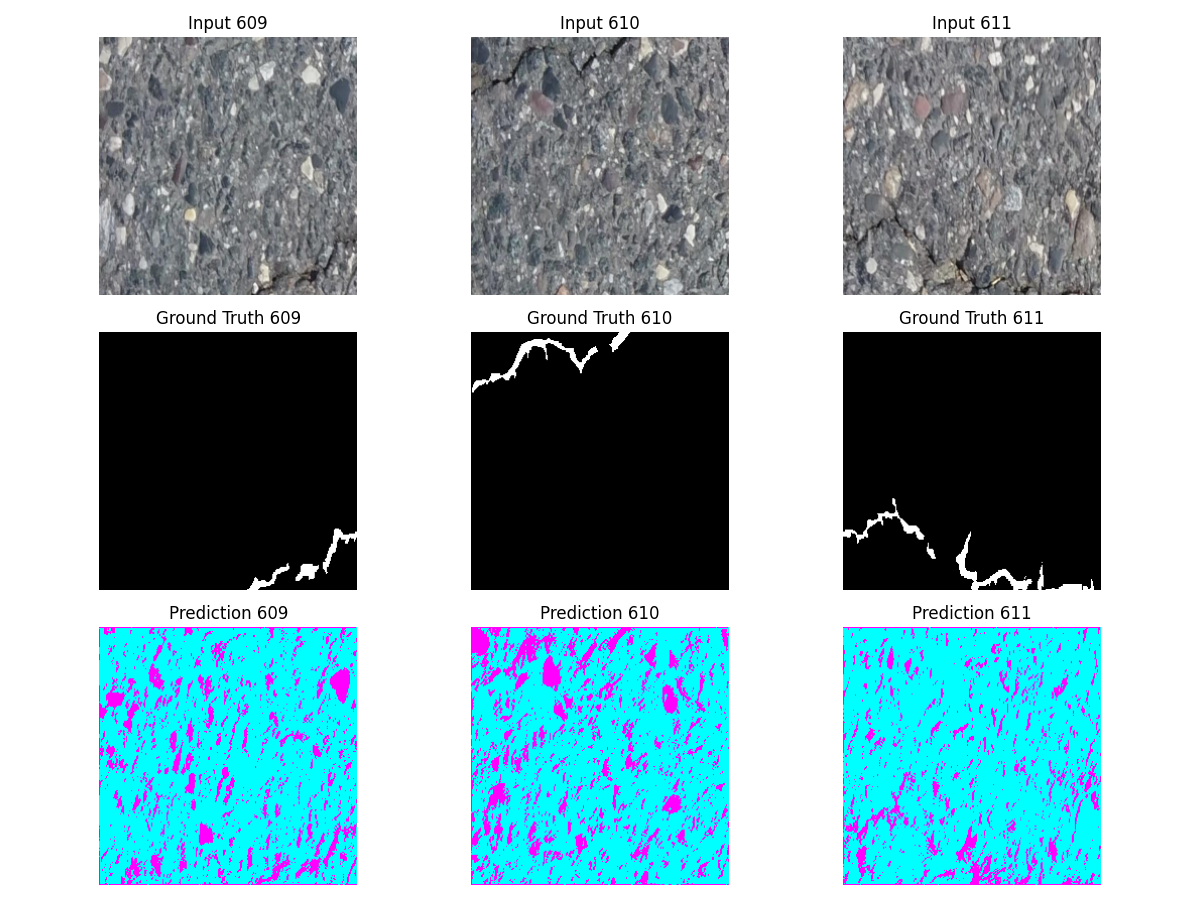 Input 609
Input 610
Input 611
Ground Truth 609
Ground Truth 610
Ground Truth 611
Prediction 609
Prediction 610
Prediction 611